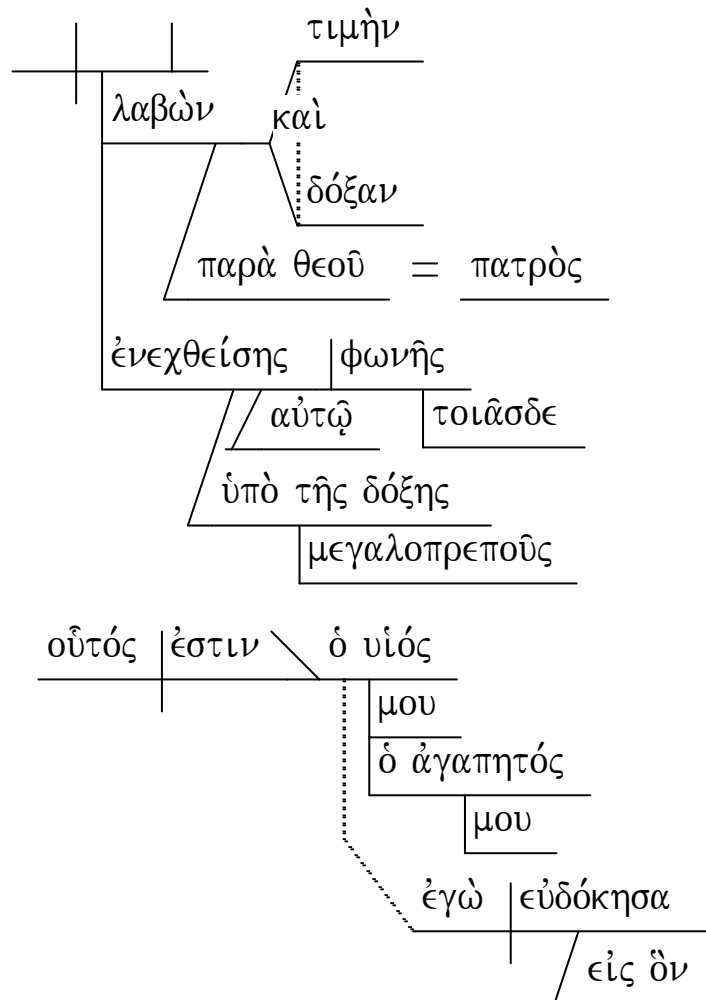 τιμὴν
λαβὼν καὶ
δόξαν
παρὰ θεοῦ = πατρὸς
ἐνεχθείσης φωνῆς
αὐτῷ τοιᾶσδε
ὑπὸ τῆς δόξης
μεγαλοπρεποῦς
οὗτός ἐστιν ὁ υἱός
μου
ὁ ἀγαπητός
μου
ἐγὼ εὐδόκησα
εἰς ὃν